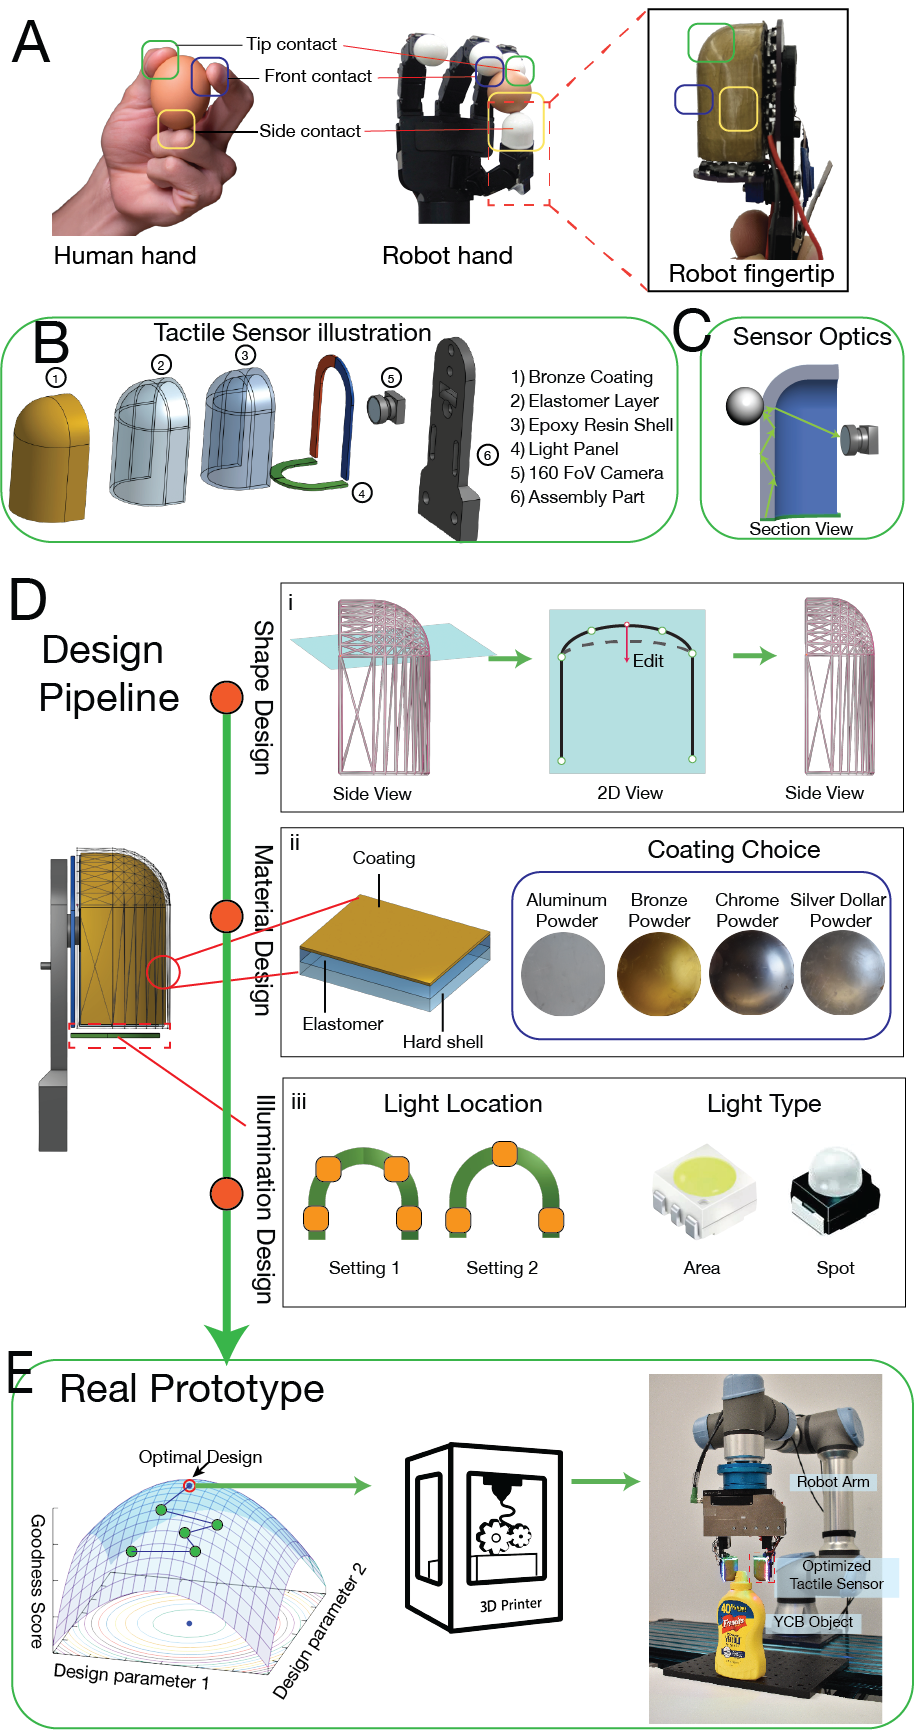 A
Tip contact
Front contact
Side contact
Human hand
Robot hand
Robot fingertip
B
Tactile Sensor illustration
1
2
3
4
5
6
1) Bronze Coating
2) Elastomer Layer
3) Epoxy Resin Shell
4) Light Panel
5) 160 FoV Camera
6) Assembly Part
C
Sensor Optics
Section View
D
Design
Pipeline
Shape Design
i
Edit
Side View
2D View
Side View
Material Design
ii
Coating
Elastomer
Hard shell
Coating Choice
Aluminum
Powder
Bronze
Powder
Chrome
Powder
Silver Dollar
Powder
Illumination Design
iii
Light Location
Setting 1
Setting 2
Light Type
Area
Spot
E
Real Prototype
Optimal Design
Goodness Score
Design parameter 1
Design parameter 2
3D Printer
Robot Arm
Optimized
Tactile Sensor
YCB Object